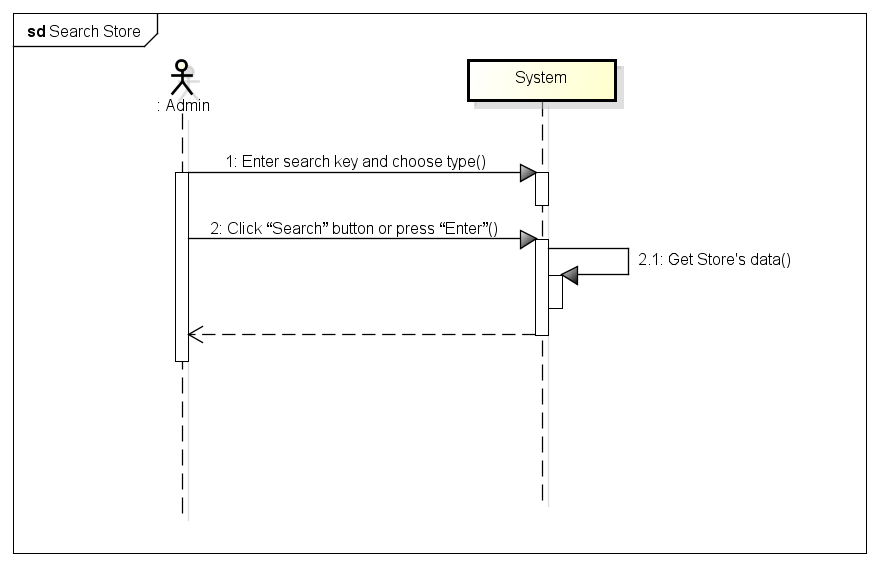 sd Search Store
: Admin
System
1: Enter search key and choose type()
2: Click “Search” button or press “Enter”()
2.1: Get Store's data()